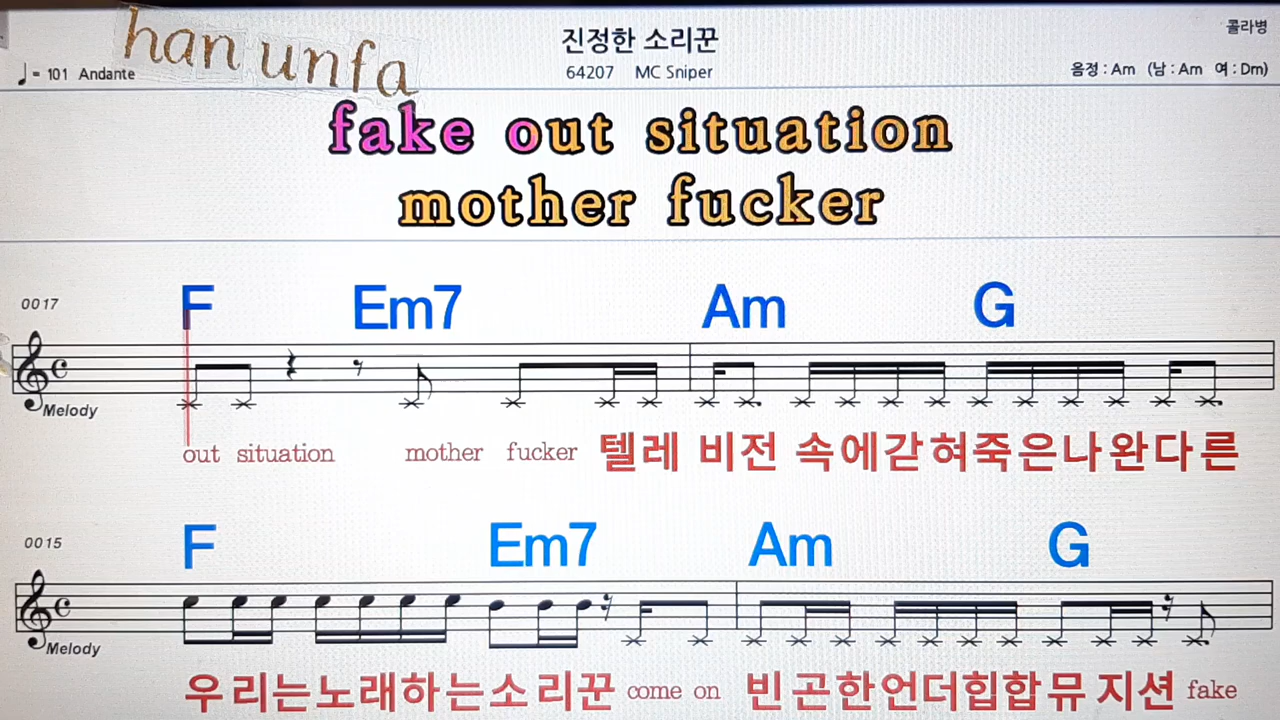 han unfa
진정한 소리꾼
콜라병
♩= 101 Andante
64207 MC Sniper
음정 : Am (남 : Am 여 : Dm)
fake out situation
mother fucker
0017
F Em7 Am G
Melody
out situation mother fucker 텔레 비전 속에갇혀죽은나완다른
0015
F Em7 Am G
Melody
우리는노래하는소리꾼 come on 빈곤한언더힙합뮤지션 fake